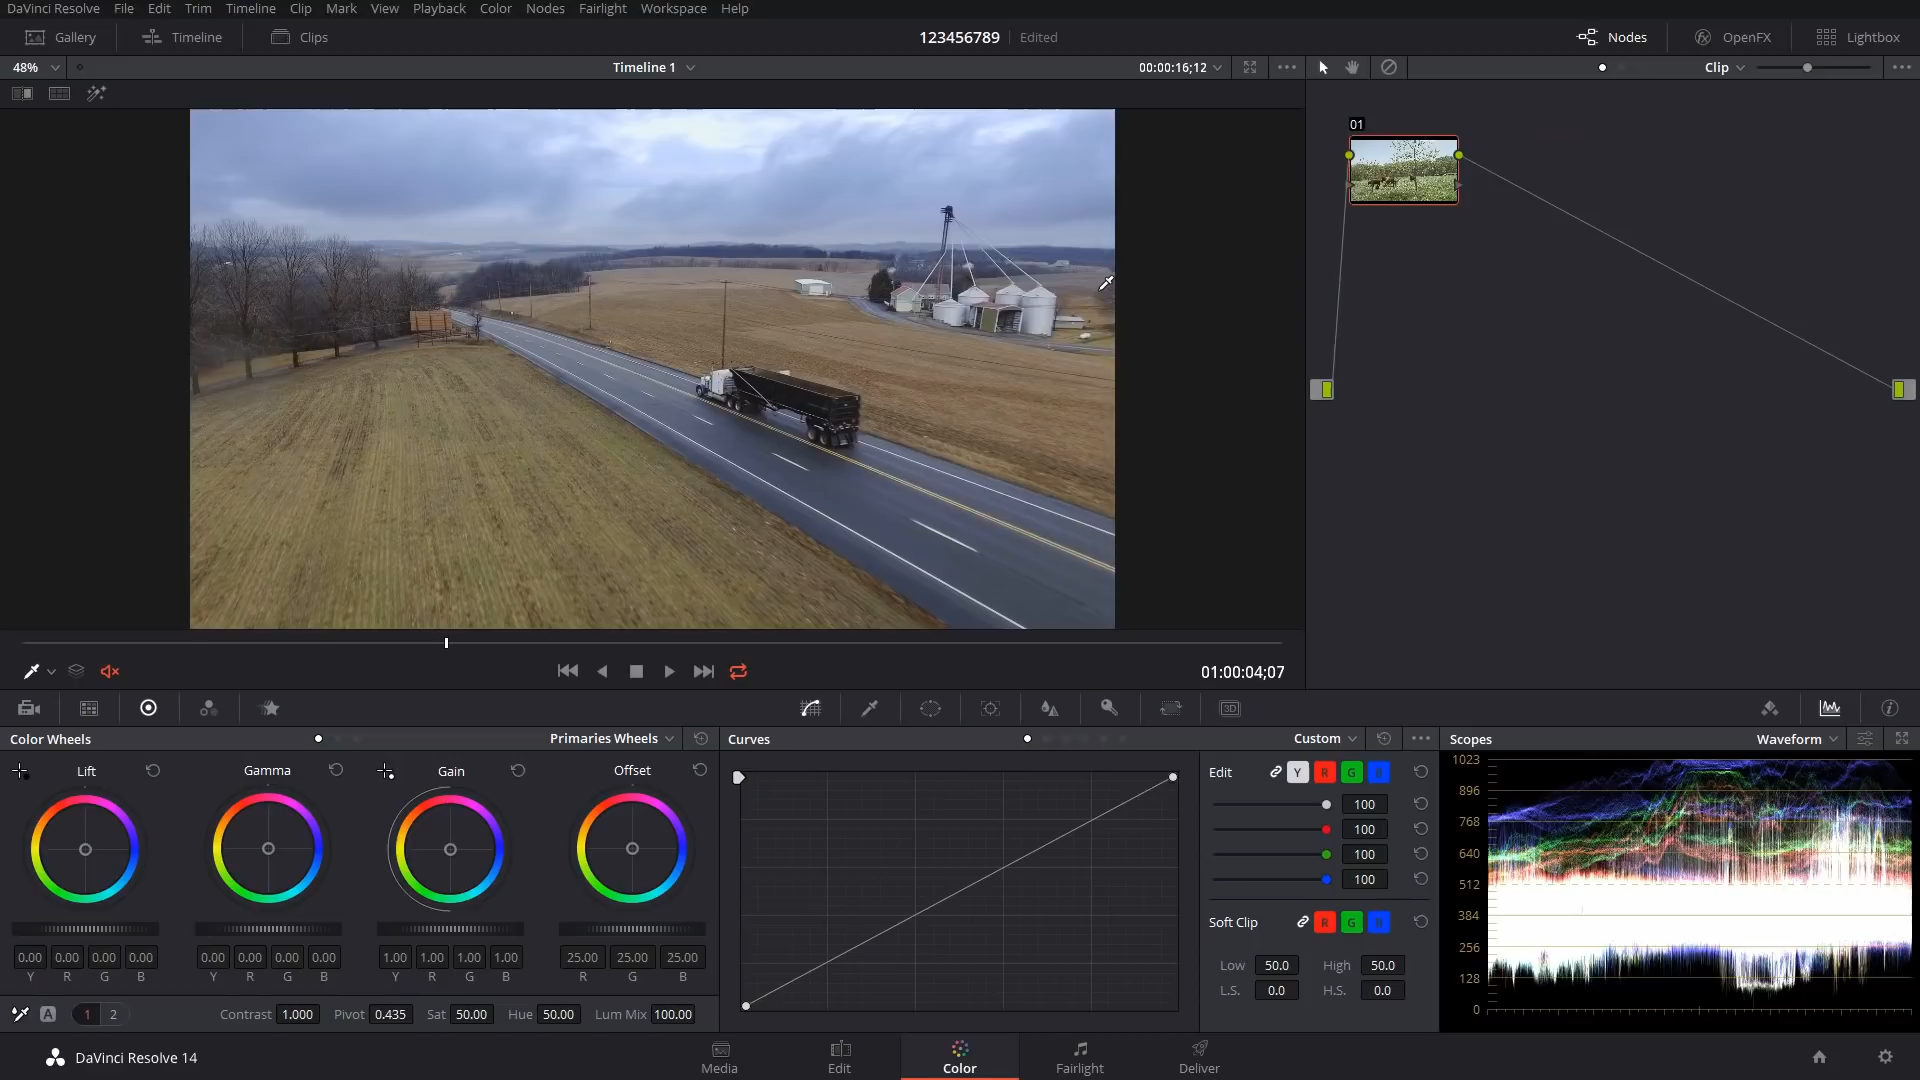 DaVinci Resolve File Edit Trim Timeline Clip Mark View Playback Color Nodes Fairlight Workspace Help
Gallery Timeline Clips 123456789 Edited Nodes OpenFX Lightbox
48% Timeline 1 00:00:16;12 Clip
01
01:00:04;07
3D
Color Wheels Primaries Wheels Curves Custom Scopes Waveform
Lift Gamma Gain Offset
0.00 0.00 0.00 0.00 0.00 0.00 0.00 0.00 1.00 1.00 1.00 1.00 25.00 25.00 25.00
Y R G B Y R G B Y R G B R G B
A 1 2 Contrast 1.000 Pivot 0.435 Sat 50.00 Hue 50.00 Lum Mix 100.00
Edit Y R G B
100
100
100
100
Soft Clip R G B
Low 50.0 High 50.0
L.S. 0.0 H.S. 0.0
1023
896
768
640
512
384
256
128
0
DaVinci Resolve 14 Media Edit Color Fairlight Deliver